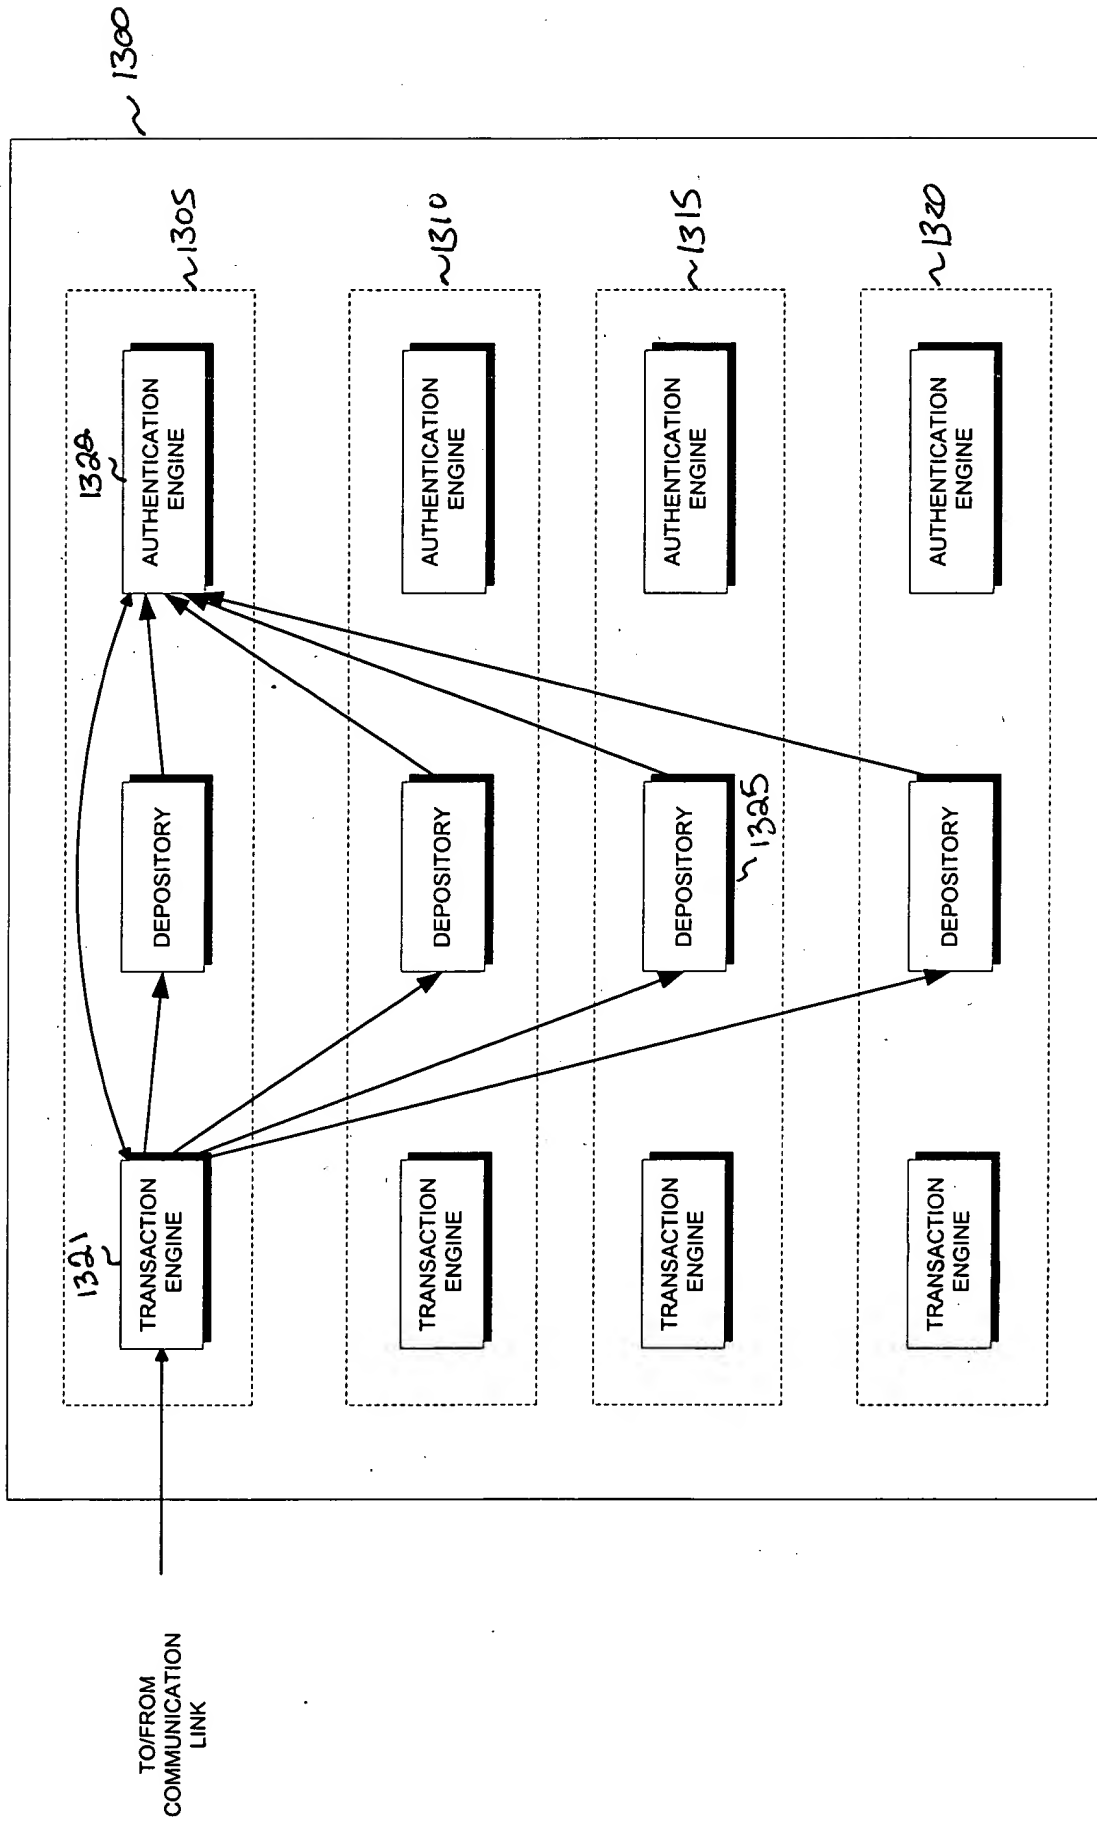 1300
1321
TO/FROM
COMMUNICATION
LINK
TRANSACTION
ENGINE
DEPOSITORY
AUTHENTICATION
ENGINE
1305
TRANSACTION
ENGINE
DEPOSITORY
AUTHENTICATION
ENGINE
1310
TRANSACTION
ENGINE
DEPOSITORY
AUTHENTICATION
ENGINE
1315
1325
TRANSACTION
ENGINE
DEPOSITORY
AUTHENTICATION
ENGINE
1320